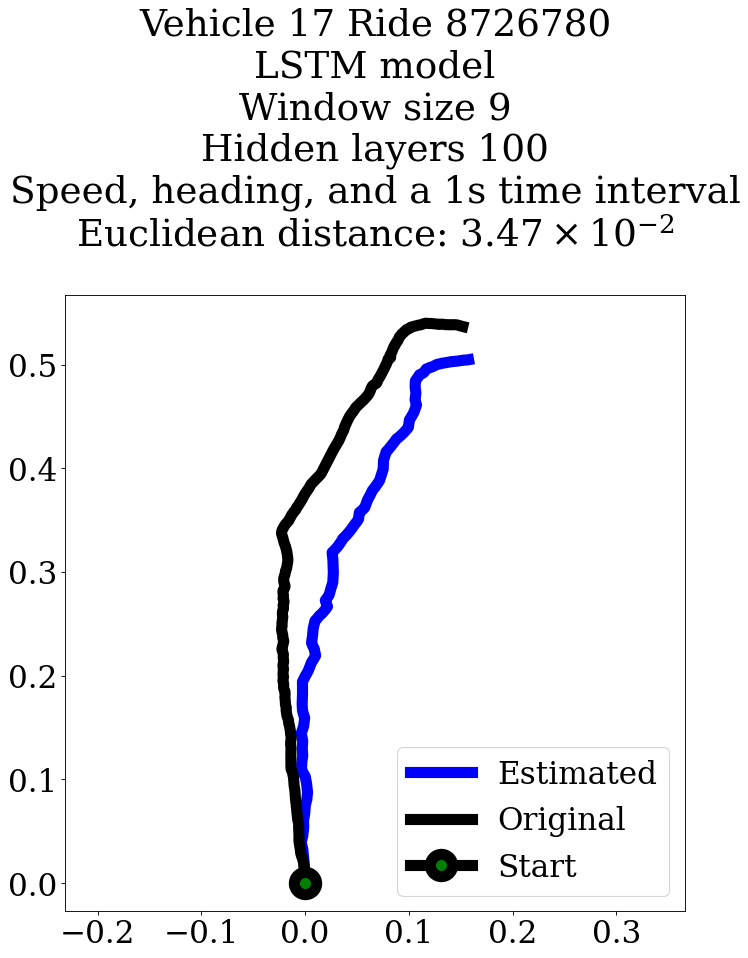 Vehicle 17 Ride 8726780
LSTM model
Window size 9
Hidden layers 100
Speed, heading, and a 1s time interval
Euclidean distance: 3.47 × 10⁻²
0.5
0.4
0.3
0.2
0.1
0.0
Estimated
Original
Start
−0.2 −0.1 0.0 0.1 0.2 0.3